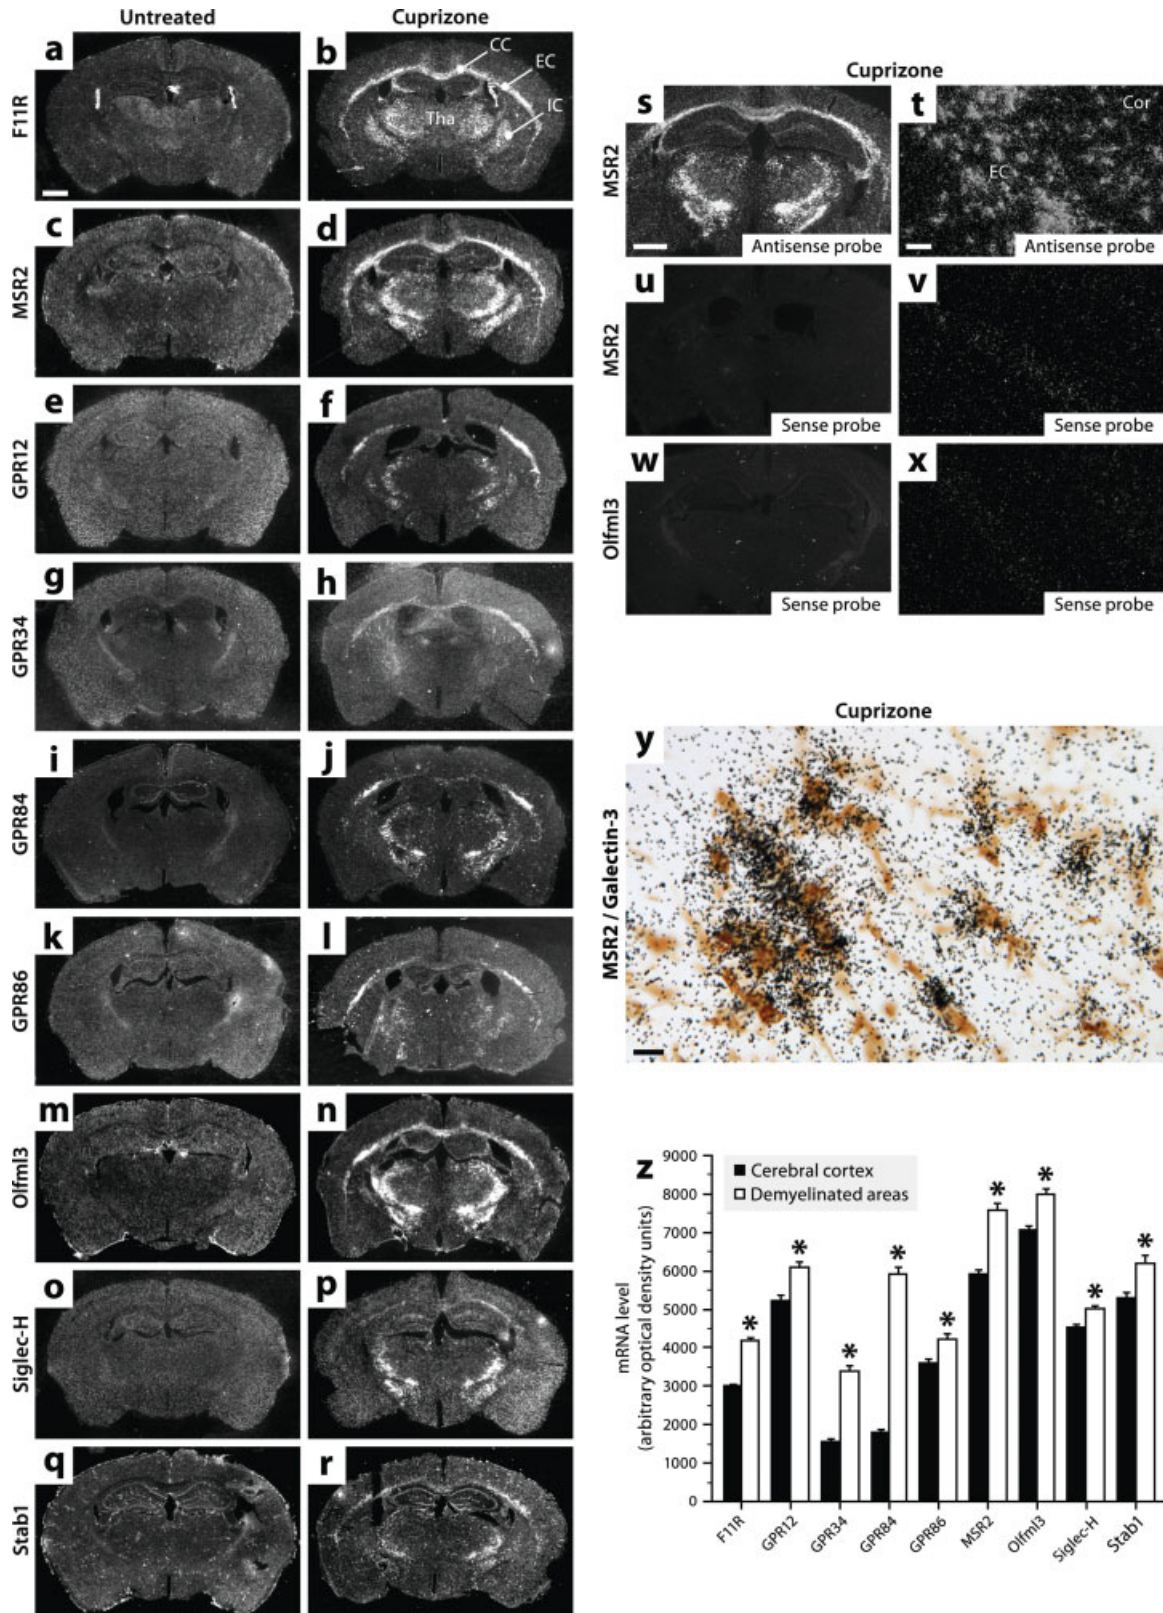 Untreated
Cuprizone
F11R
a
b
CC
EC
IC
Tha
MSR2
c
d
GPR12
e
f
GPR34
g
h
GPR84
i
j
GPR86
k
l
Olfml3
m
n
Siglec-H
o
p
Stab1
q
r
Cuprizone
MSR2
s
Antisense probe
t
Cor
EC
Antisense probe
MSR2
u
Sense probe
v
Sense probe
Olfml3
w
Sense probe
x
Sense probe
Cuprizone
MSR2 / Galectin-3
y
z
Cerebral cortex
Demyelinated areas
mRNA level
(arbitrary optical density units)
9000
8000
7000
6000
5000
4000
3000
2000
1000
0
* * * * * * * * *
F11R
GPR12
GPR34
GPR84
GPR86
MSR2
Olfml3
Siglec-H
Stab1